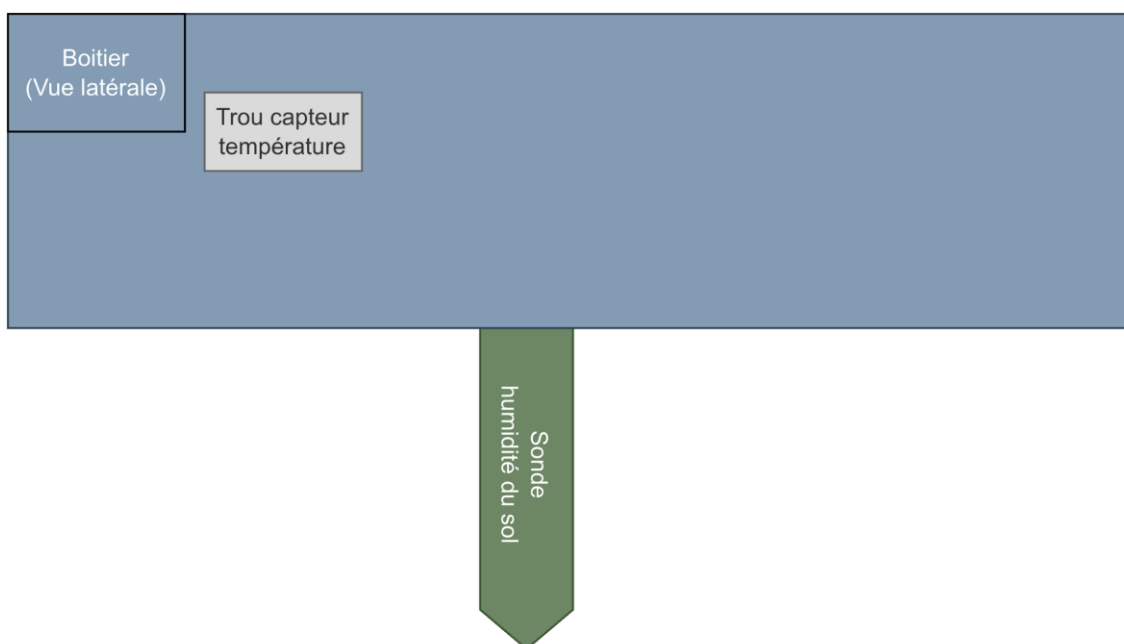 Boitier
(Vue latérale)
Trou capteur
température
Sonde
humidité du sol